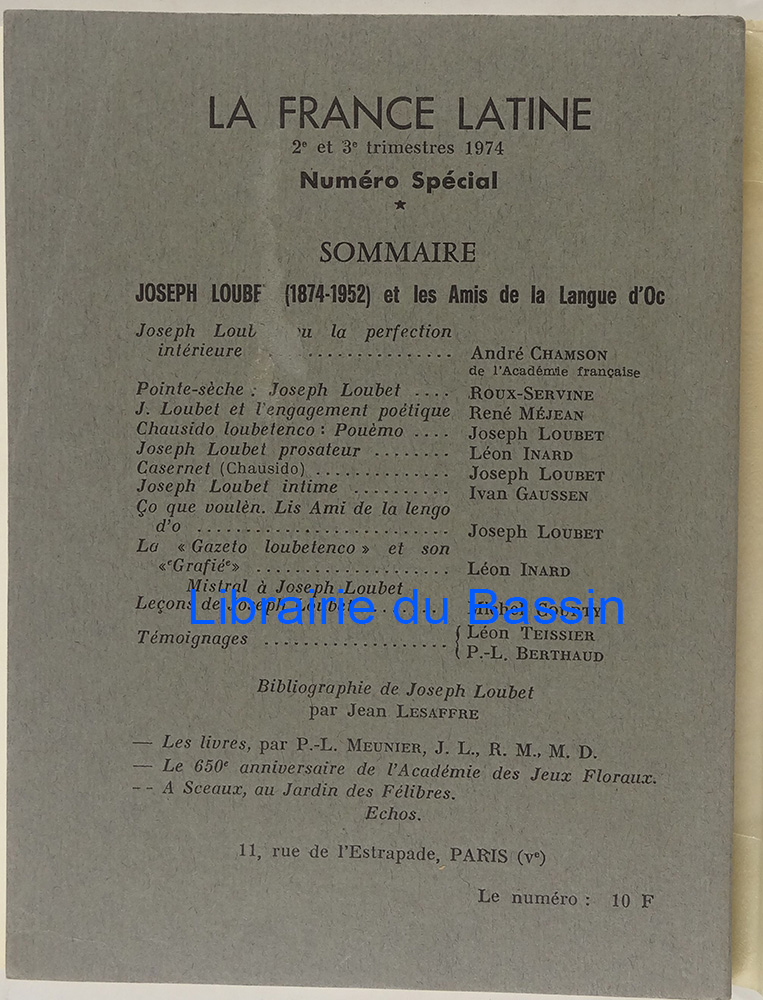 LA FRANCE LATINE
2e et 3e trimestres 1974
Numéro Spécial
★
SOMMAIRE
JOSEPH LOUBE (1874-1952) et les Amis de la Langue d'Oc
Joseph Loub u la perfection
intérieure ............... André CHAMSON
de l'Académie française
Pointe-sèche : Joseph Loubet .... ROUX-SERVINE
J. Loubet et l'engagement poétique René MÉJEAN
Chausido loubetenco : Pouèmo .... Joseph LOUBET
Joseph Loubet prosateur ........ Léon INARD
Casernet (Chausido) .............. Joseph LOUBET
Joseph Loubet intime .......... Ivan GAUSSEN
Ço que voulèn. Lis Ami de la lengo
d'o .......................... Joseph LOUBET
La « Gazeto loubetenco » et son
«"Grafié"» .................... Léon INARD
Mistral à Joseph Loubet
Leçons de Joseph Loubet ........ Michel COURTY
Librairie du Bassin
Témoignages ................... { Léon TEISSIER
P.-L. BERTHAUD
Bibliographie de Joseph Loubet
par Jean LESAFFRE
— Les livres, par P.-L. MEUNIER, J. L., R. M., M. D.
— Le 650e anniversaire de l'Académie des Jeux Floraux.
-- A Sceaux, au Jardin des Félibres.
Echos.
11, rue de l'Estrapade, PARIS (Ve)
Le numéro : 10 F